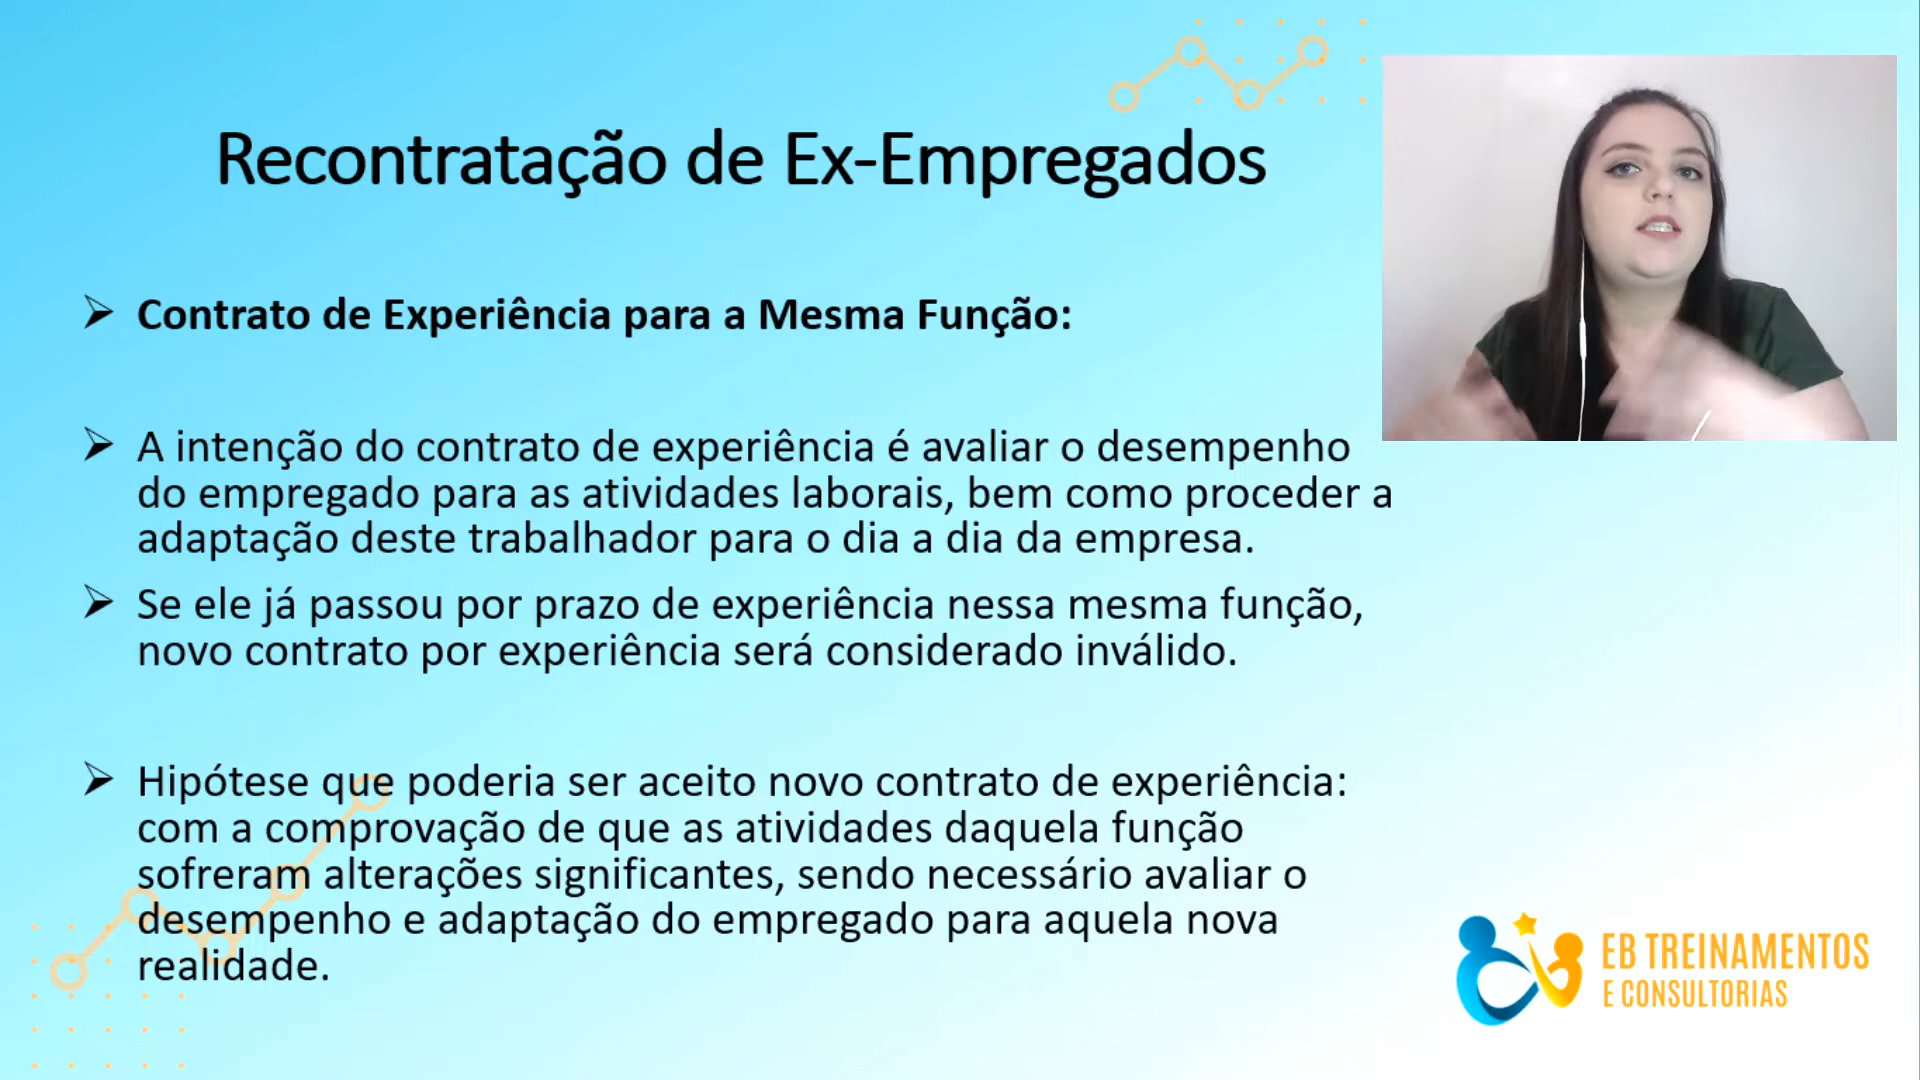 Recontratação de Ex-Empregados
Contrato de Experiência para a Mesma Função:
A intenção do contrato de experiência é avaliar o desempenho
do empregado para as atividades laborais, bem como proceder a
adaptação deste trabalhador para o dia a dia da empresa.
Se ele já passou por prazo de experiência nessa mesma função,
novo contrato por experiência será considerado inválido.
Hipótese que poderia ser aceito novo contrato de experiência:
com a comprovação de que as atividades daquela função
sofreram alterações significantes, sendo necessário avaliar o
desempenho e adaptação do empregado para aquela nova
realidade.
EB TREINAMENTOS
E CONSULTORIAS